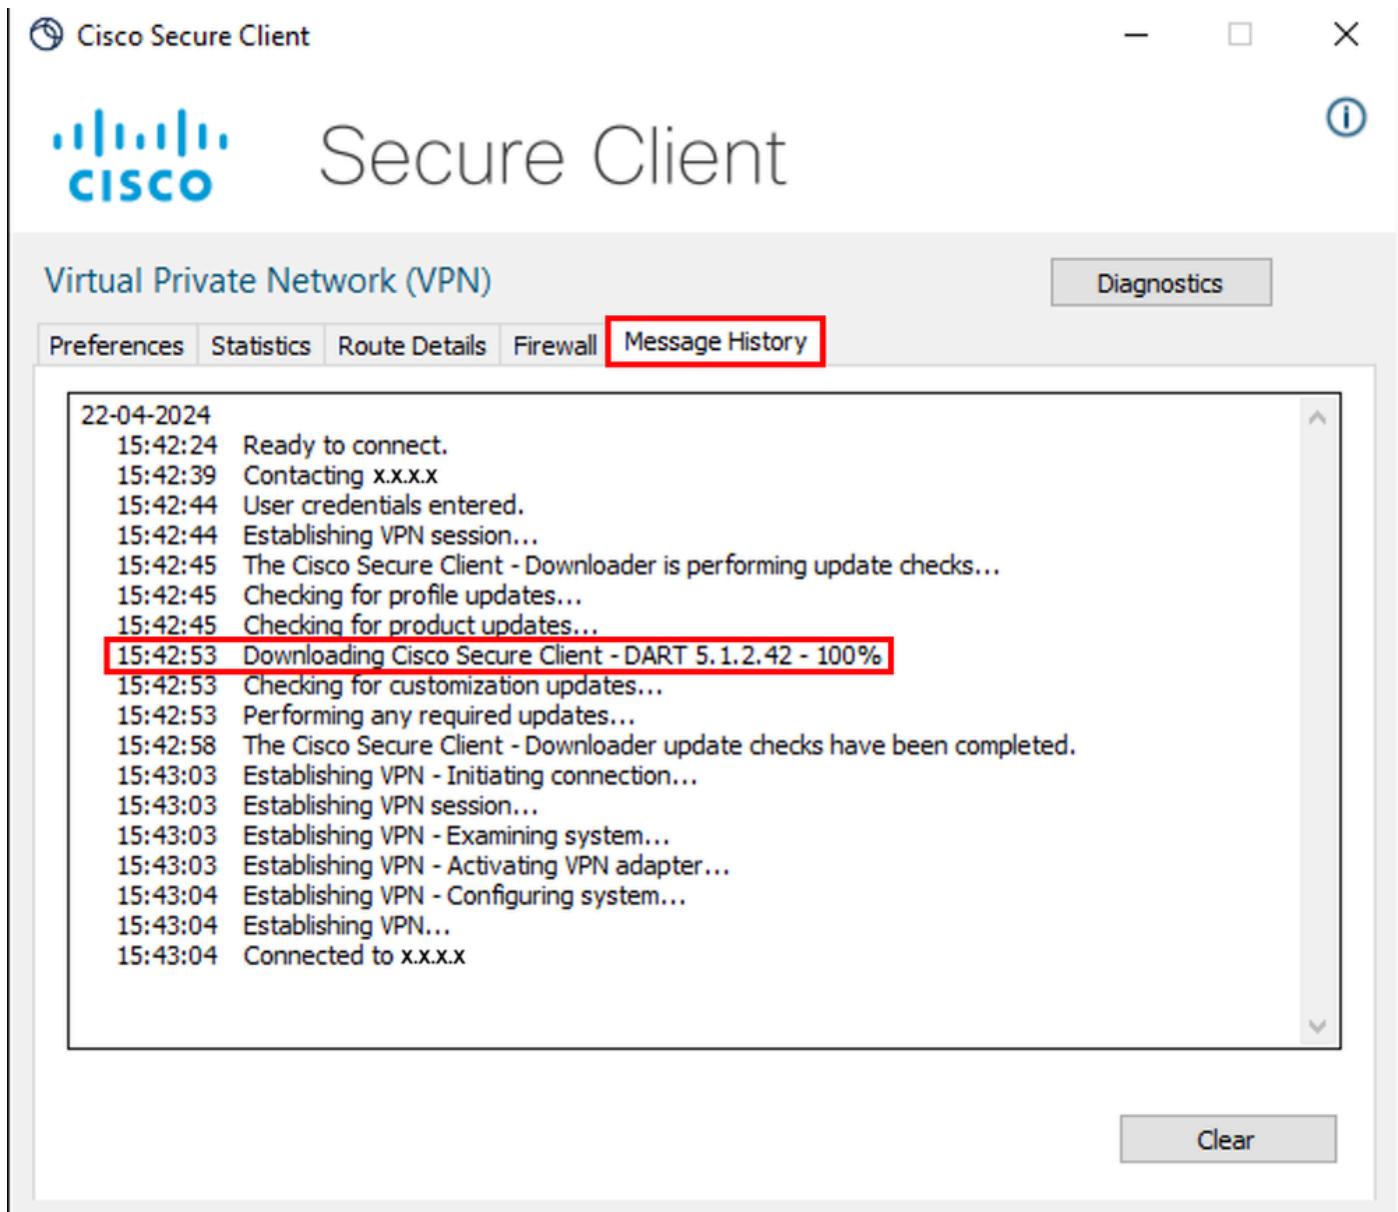 Cisco Secure Client
CISCO
Secure Client
Virtual Private Network (VPN)
Diagnostics
Preferences Statistics Route Details Firewall Message History
22-04-2024
15:42:24 Ready to connect.
15:42:39 Contacting x.x.x.x
15:42:44 User credentials entered.
15:42:44 Establishing VPN session...
15:42:45 The Cisco Secure Client - Downloader is performing update checks...
15:42:45 Checking for profile updates...
15:42:45 Checking for product updates...
15:42:53 Downloading Cisco Secure Client - DART 5.1.2.42 - 100%
15:42:53 Checking for customization updates...
15:42:53 Performing any required updates...
15:42:58 The Cisco Secure Client - Downloader update checks have been completed.
15:43:03 Establishing VPN - Initiating connection...
15:43:03 Establishing VPN session...
15:43:03 Establishing VPN - Examining system...
15:43:03 Establishing VPN - Activating VPN adapter...
15:43:04 Establishing VPN - Configuring system...
15:43:04 Establishing VPN...
15:43:04 Connected to x.x.x.x
Clear